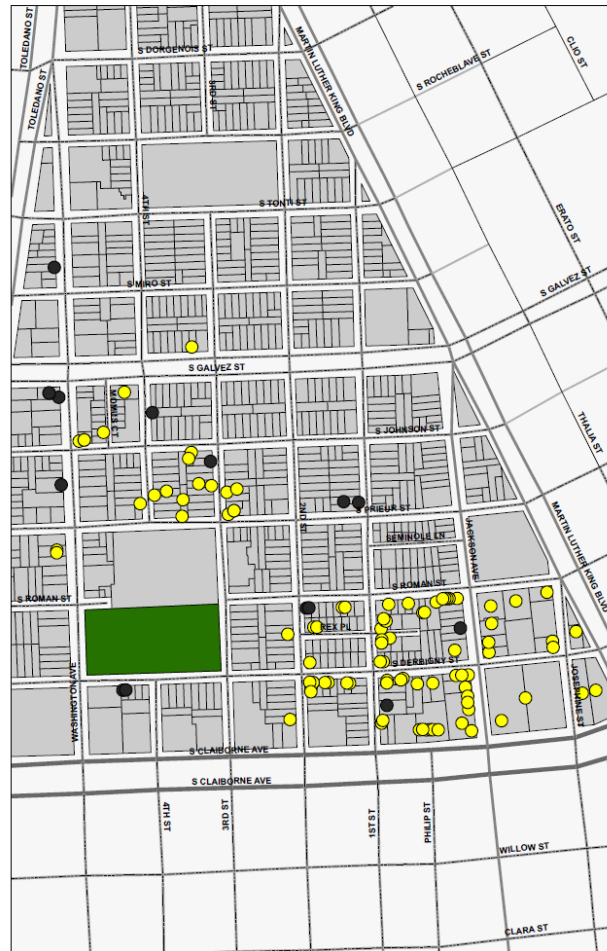 TOLEDANO ST
TOLEDANO ST
S DORGENOIS ST
3RD ST
MARTIN LUTHER KING BLVD
S ROCHEBLAVE ST
CLIO ST
4TH ST
S TONTI ST
ERATO ST
S MIRO ST
S GALVEZ ST
S GALVEZ ST
MOMUS CT
S JOHNSON ST
THALIA ST
2ND ST
S PRIEUR ST
SEMINOLE LN
JACKSON AVE
MARTIN LUTHER KING BLVD
S ROMAN ST
S ROMAN ST
REX PL
S DERBIGNY ST
WASHINGTON AVE
JOSEPHINE ST
S CLAIBORNE AVE
S CLAIBORNE AVE
4TH ST
3RD ST
1ST ST
PHILIP ST
WILLOW ST
CLARA ST